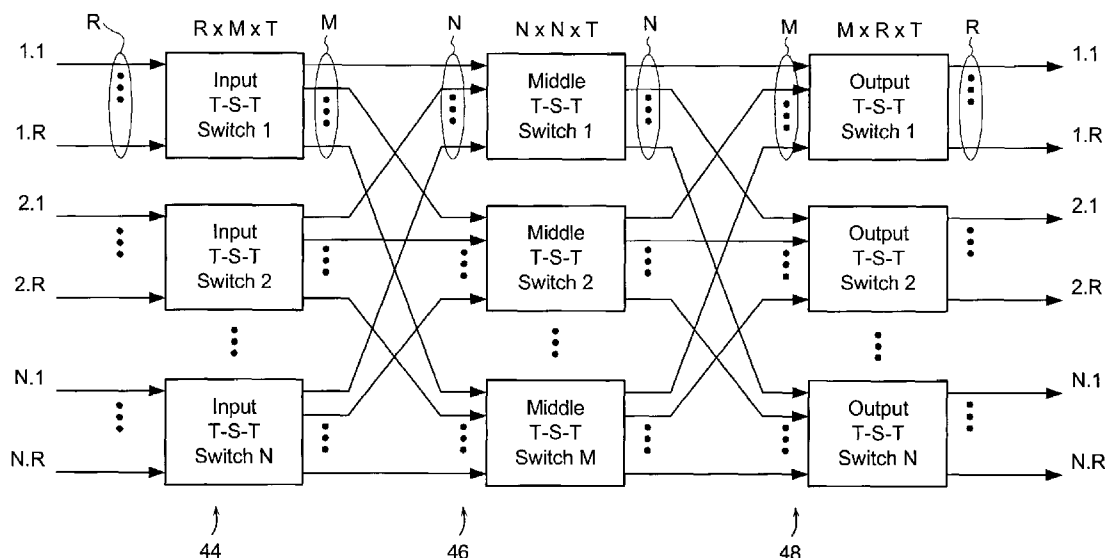 R
R x M x T
M
N
N x N x T
N
M
M x R x T
R
1.1
Input
T-S-T
Switch 1
Middle
T-S-T
Switch 1
Output
T-S-T
Switch 1
1.1
1.R
1.R
2.1
Input
T-S-T
Switch 2
Middle
T-S-T
Switch 2
Output
T-S-T
Switch 2
2.1
2.R
2.R
N.1
Input
T-S-T
Switch N
Middle
T-S-T
Switch M
Output
T-S-T
Switch N
N.1
N.R
N.R
44
46
48